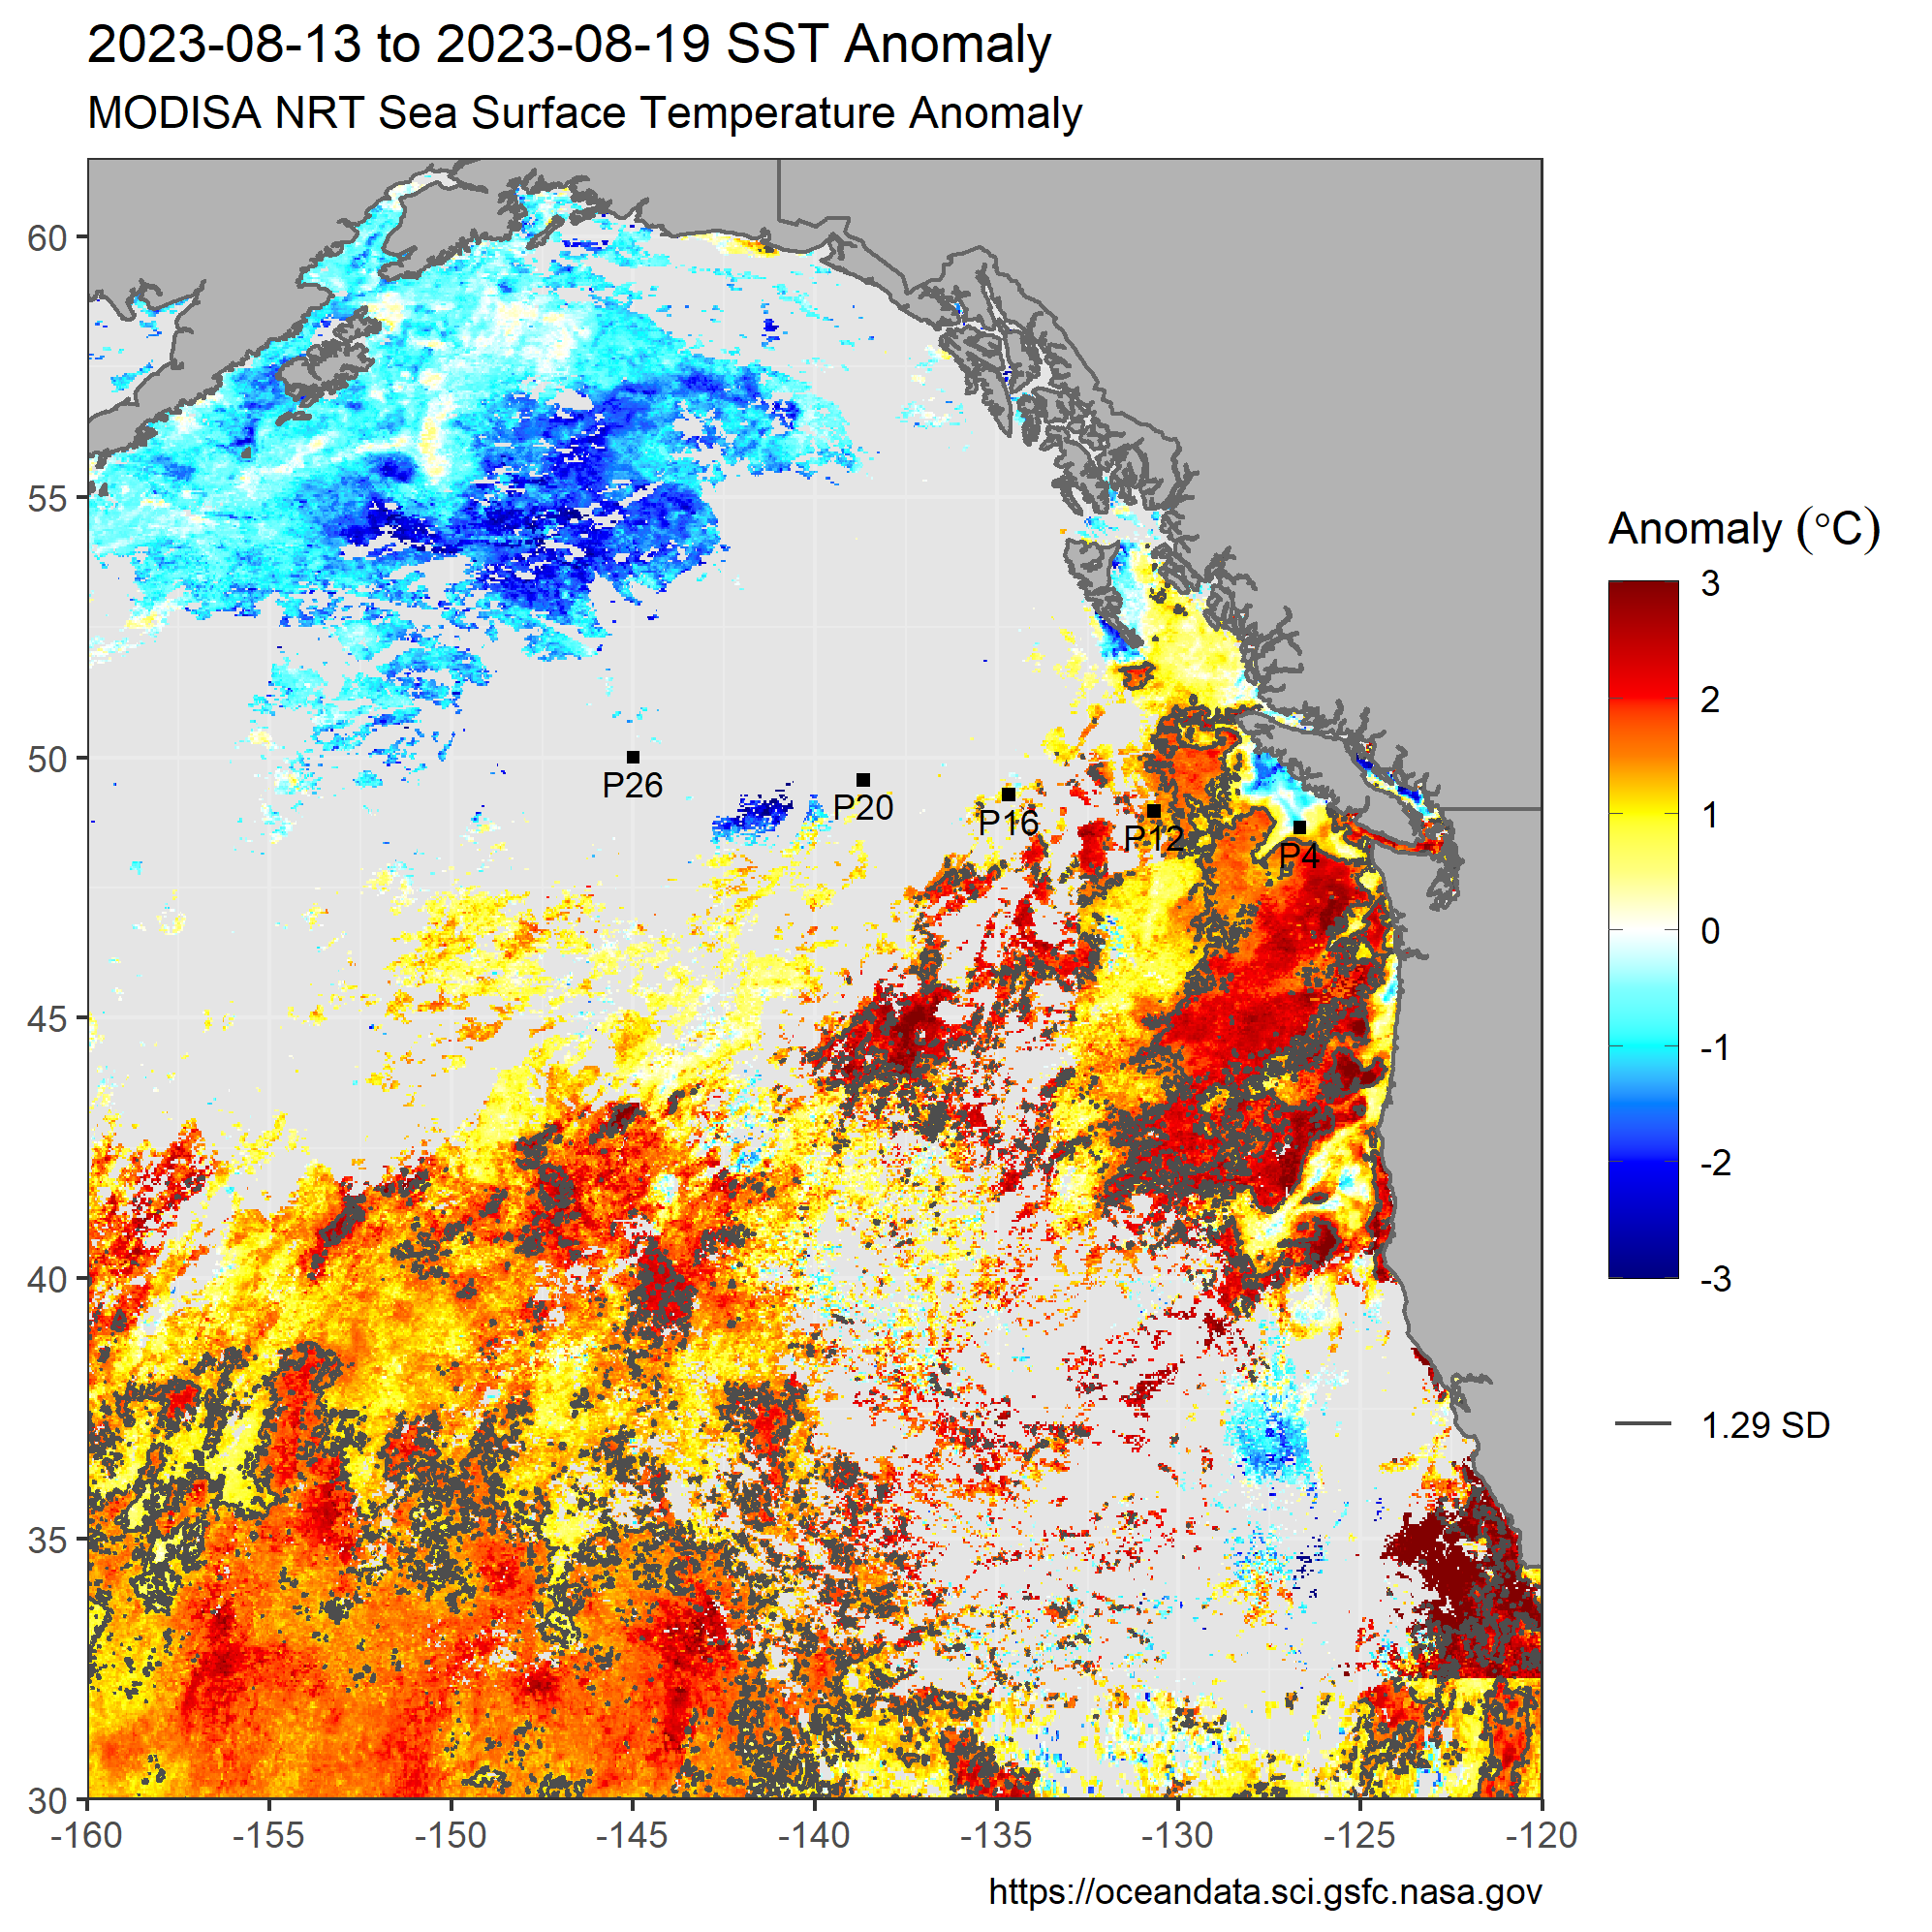 2023-08-13 to 2023-08-19 SST Anomaly
MODISA NRT Sea Surface Temperature Anomaly
60
55
50
45
40
35
30
-160
-155
-150
-145
-140
-135
-130
-125
-120
P26
P20
P16
P12
P4
Anomaly (°C)
3
2
1
0
-1
-2
-3
1.29 SD
https://oceandata.sci.gsfc.nasa.gov